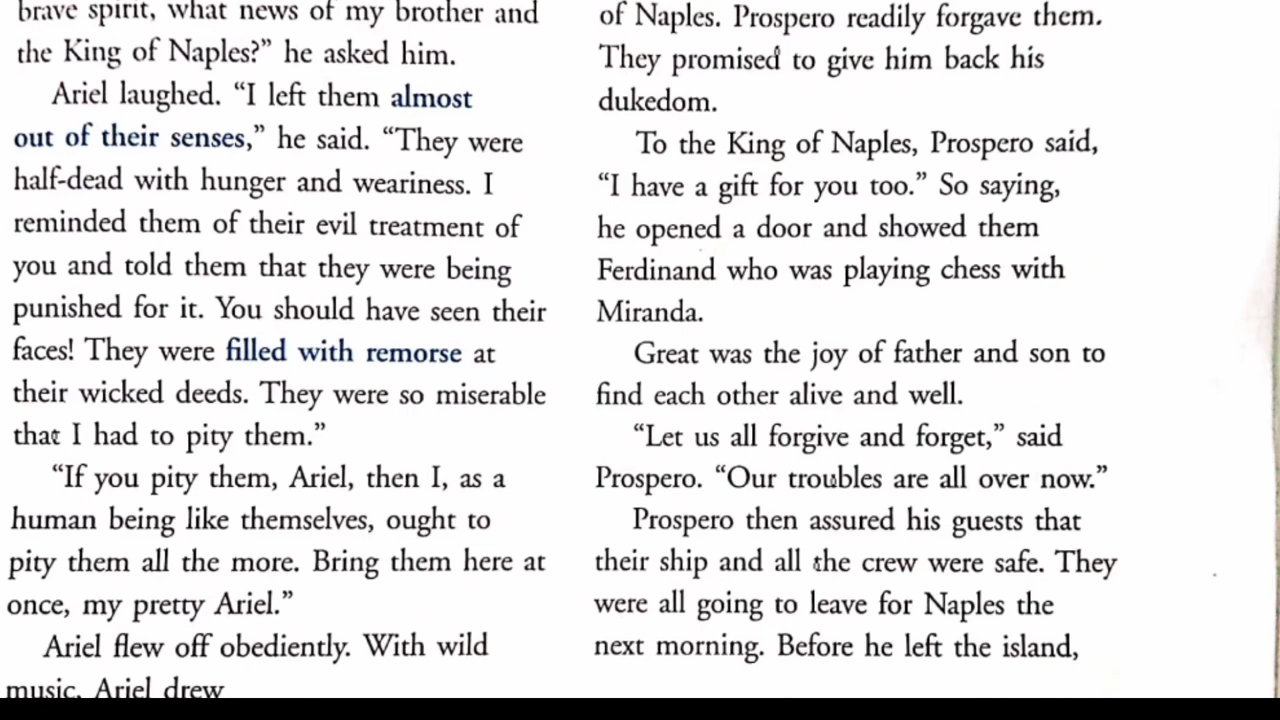 brave spirit, what news of my brother and
the King of Naples?” he asked him.
Ariel laughed. “I left them almost
out of their senses,” he said. “They were
half-dead with hunger and weariness. I
reminded them of their evil treatment of
you and told them that they were being
punished for it. You should have seen their
faces! They were filled with remorse at
their wicked deeds. They were so miserable
that I had to pity them.”
“If you pity them, Ariel, then I, as a
human being like themselves, ought to
pity them all the more. Bring them here at
once, my pretty Ariel.”
Ariel flew off obediently. With wild
music, Ariel drew
of Naples. Prospero readily forgave them.
They promised to give him back his
dukedom.
To the King of Naples, Prospero said,
“I have a gift for you too.” So saying,
he opened a door and showed them
Ferdinand who was playing chess with
Miranda.
Great was the joy of father and son to
find each other alive and well.
“Let us all forgive and forget,” said
Prospero. “Our troubles are all over now.”
Prospero then assured his guests that
their ship and all the crew were safe. They
were all going to leave for Naples the
next morning. Before he left the island,